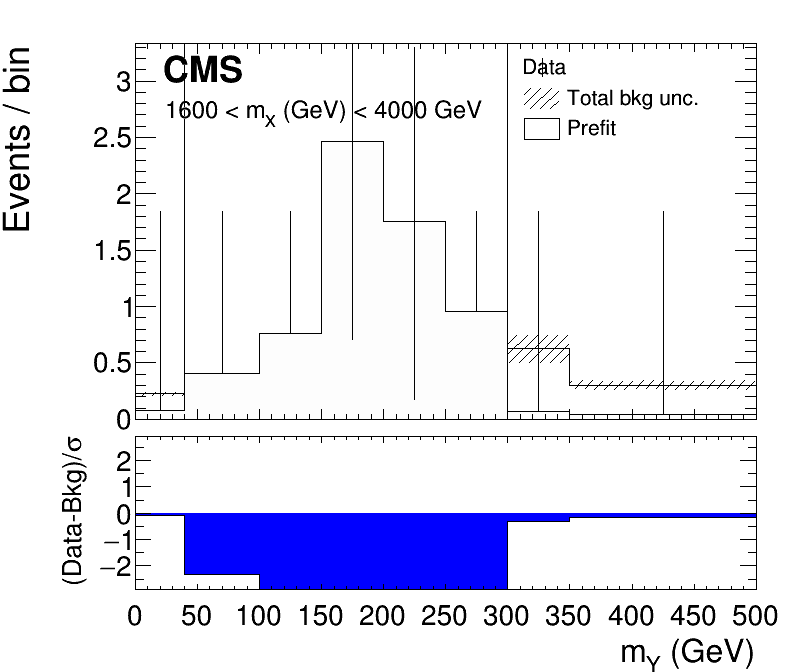 CMS
1600 < mX (GeV) < 4000 GeV
Data
Total bkg unc.
Prefit
Events / bin
3
2.5
2
1.5
1
0.5
0
(Data-Bkg)/σ
2
1
0
−1
−2
0 50 100 150 200 250 300 350 400 450 500
mY (GeV)